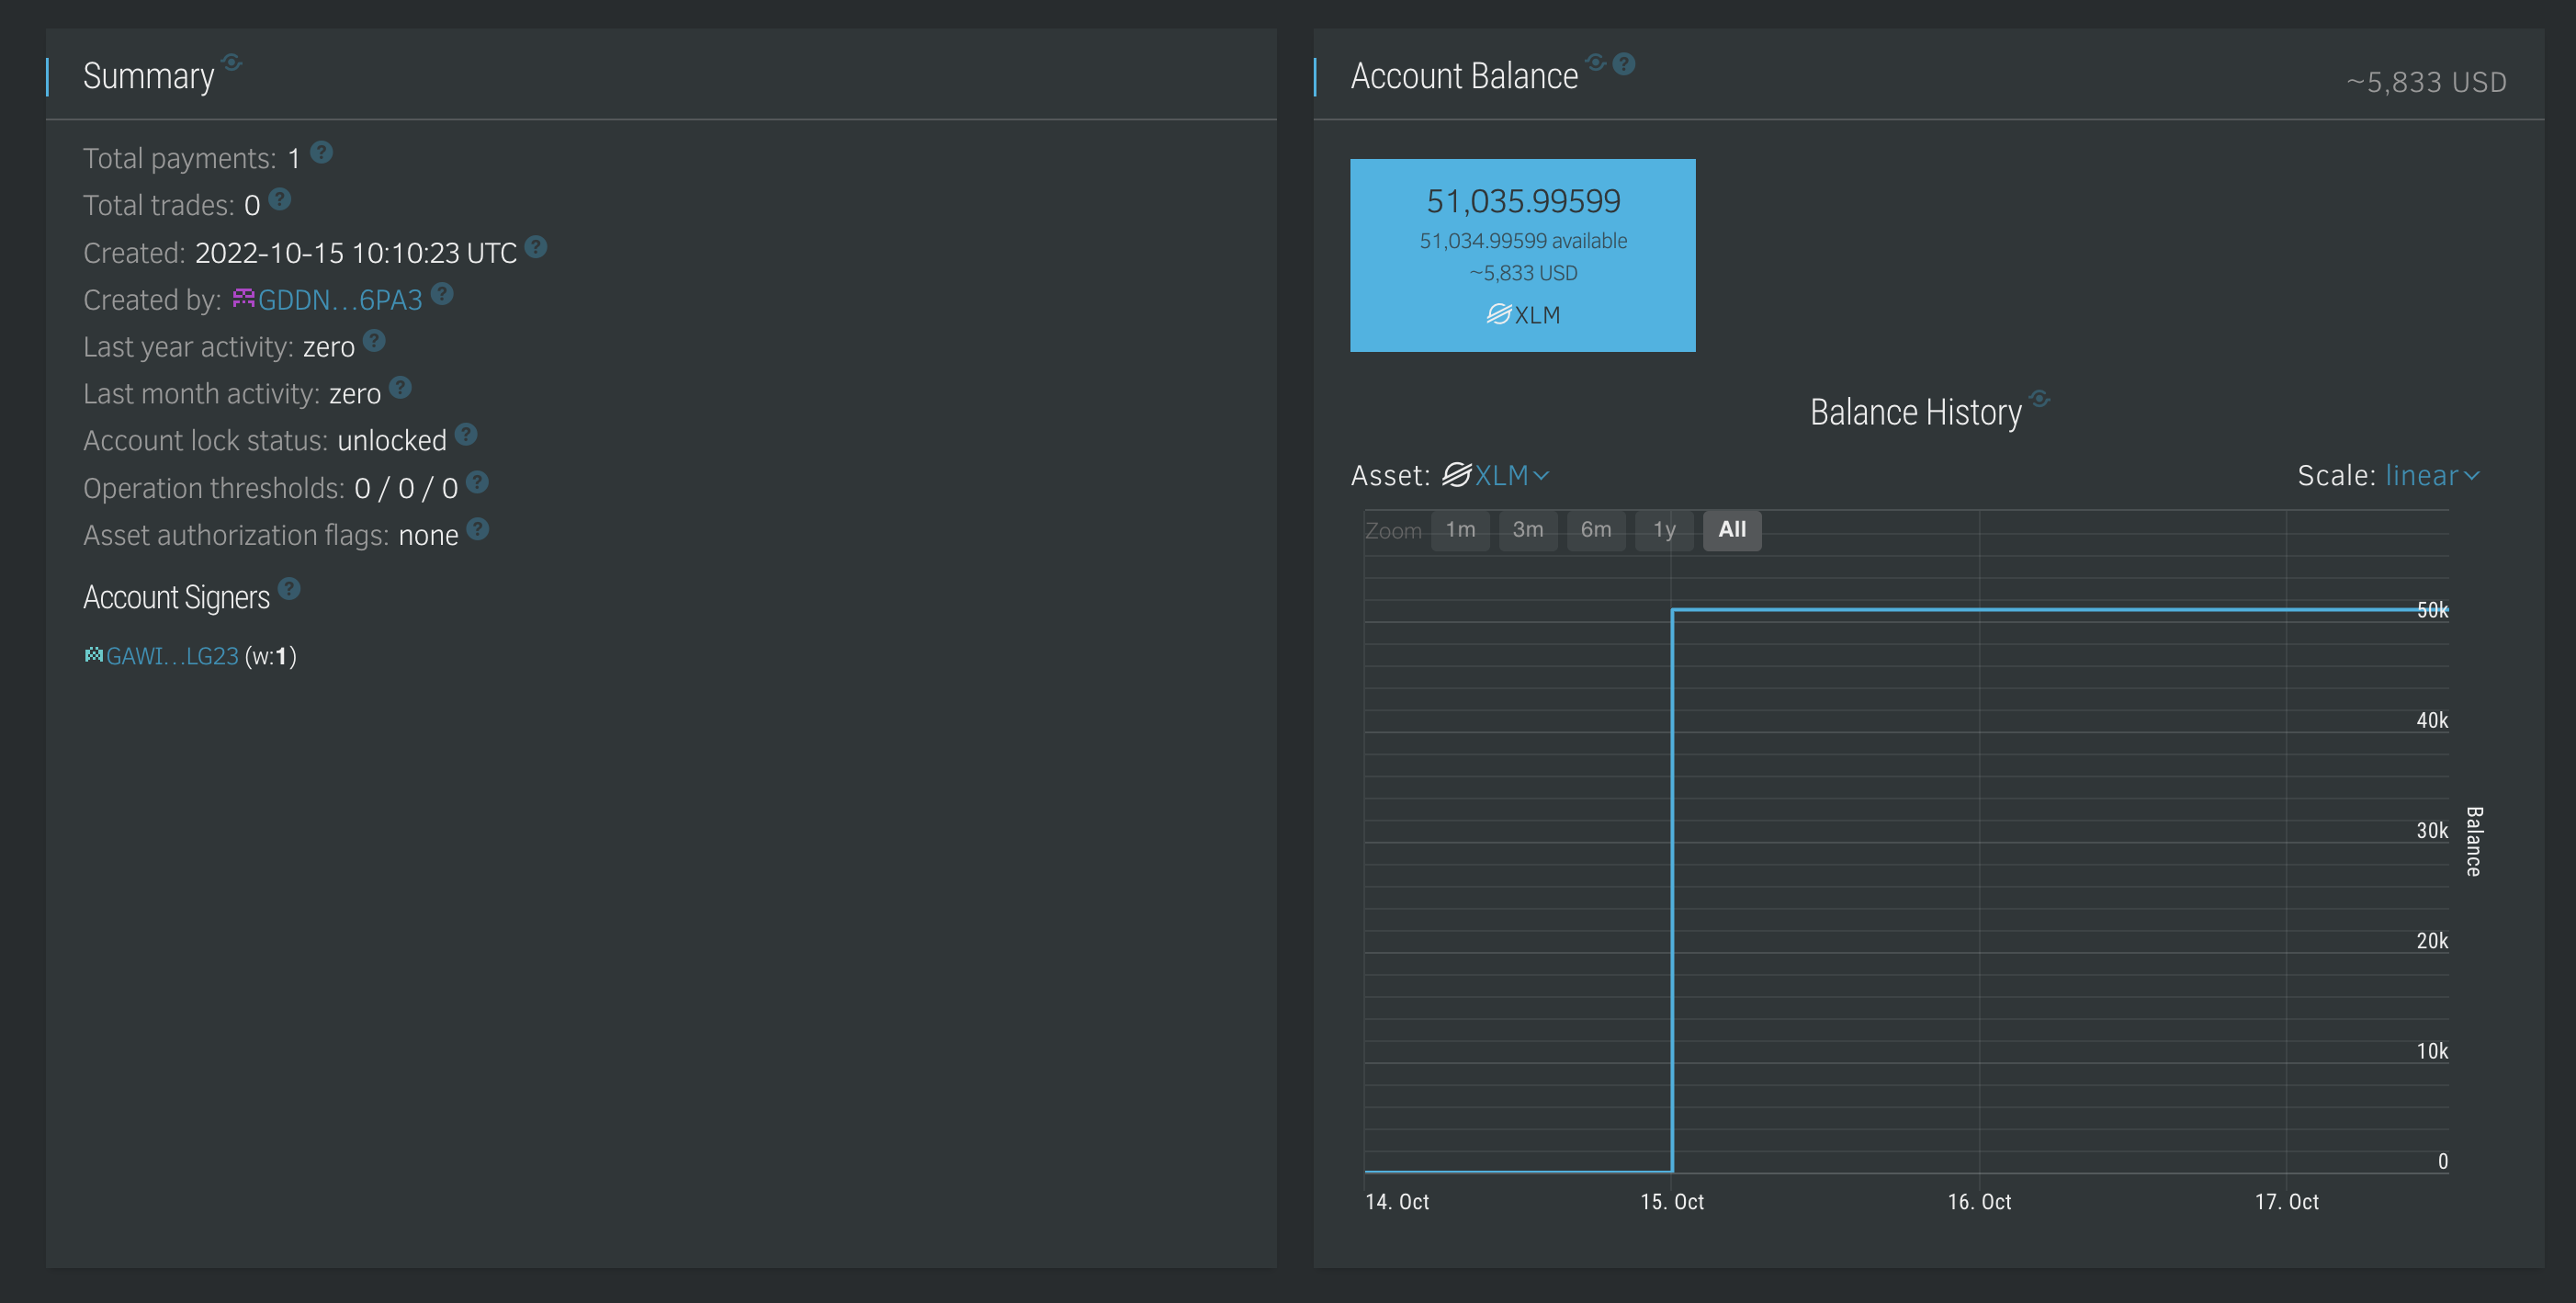 Summary
Total payments: 1 ?
Total trades: 0 ?
Created: 2022-10-15 10:10:23 UTC ?
Created by: GDDN...6PA3 ?
Last year activity: zero ?
Last month activity: zero ?
Account lock status: unlocked ?
Operation thresholds: 0 / 0 / 0 ?
Asset authorization flags: none ?
Account Signers ?
GAWI...LG23 (w:1)
Account Balance ?
~5,833 USD
51,035.99599
51,034.99599 available
~5,833 USD
XLM
Balance History
Asset: XLM
Scale: linear
Zoom 1m 3m 6m 1y All
50k
40k
30k
20k
10k
0
Balance
14. Oct 15. Oct 16. Oct 17. Oct